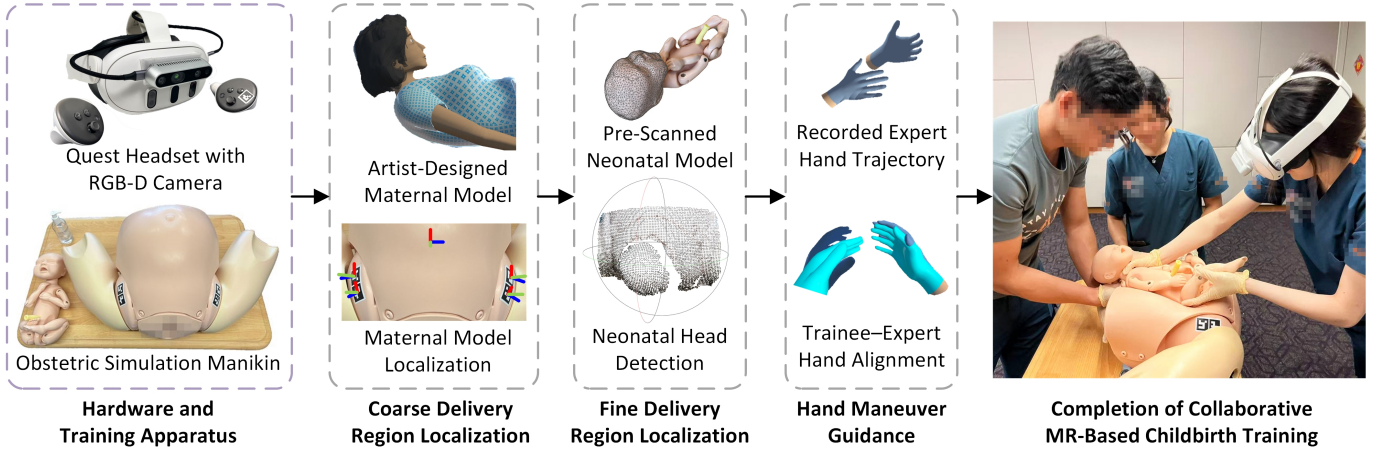 Quest Headset with
RGB-D Camera
Obstetric Simulation Manikin
Hardware and
Training Apparatus
Artist-Designed
Maternal Model
Maternal Model
Localization
Coarse Delivery
Region Localization
Pre-Scanned
Neonatal Model
Neonatal Head
Detection
Fine Delivery
Region Localization
Recorded Expert
Hand Trajectory
Trainee–Expert
Hand Alignment
Hand Maneuver
Guidance
Completion of Collaborative
MR-Based Childbirth Training